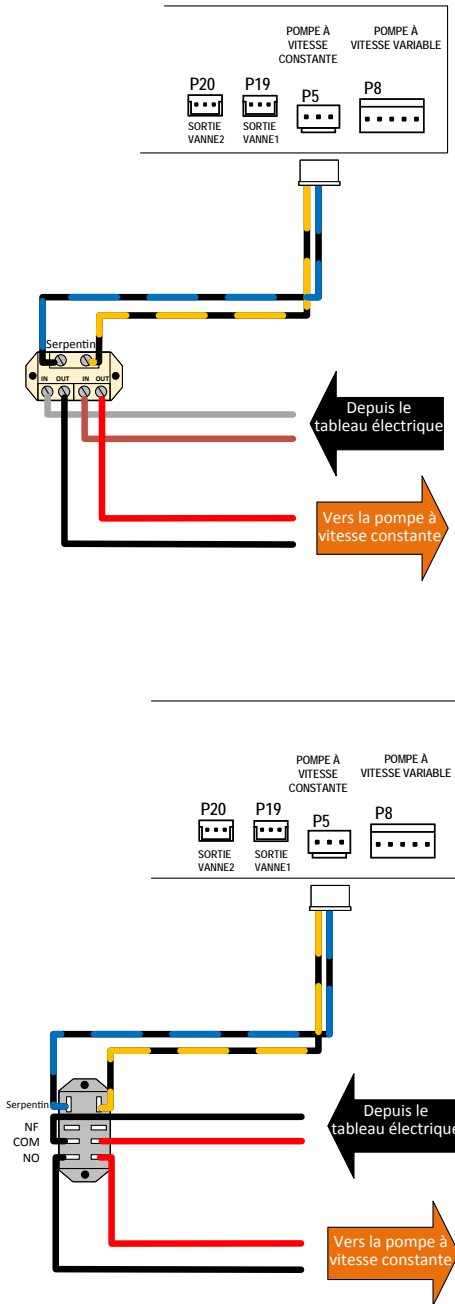 POMPE À
VITESSE
CONSTANTE
POMPE À
VITESSE VARIABLE
P20
P19
P5
P8
SORTIE
VANNE2
SORTIE
VANNE1
Serpentin
IN OUT IN OUT
Depuis le
tableau électrique
Vers la pompe à
vitesse constante
POMPE À
VITESSE
CONSTANTE
POMPE À
VITESSE VARIABLE
P20
P19
P5
P8
SORTIE
VANNE2
SORTIE
VANNE1
Serpentin
NF
COM
NO
Depuis le
tableau électrique
Vers la pompe à
vitesse constante